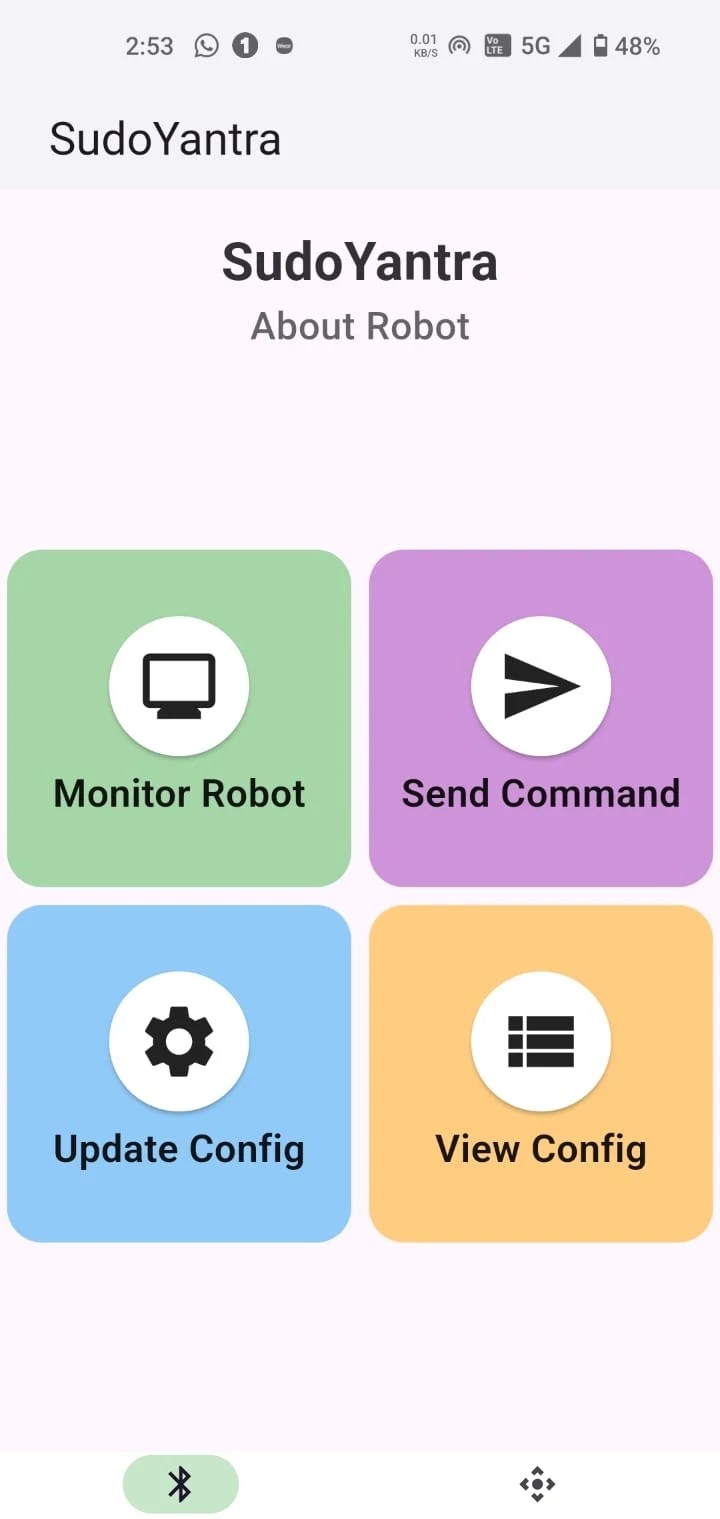 2:53 1 0.01 KB/S Vo LTE 5G 48%
SudoYantra
SudoYantra
About Robot
Monitor Robot Send Command
Update Config View Config